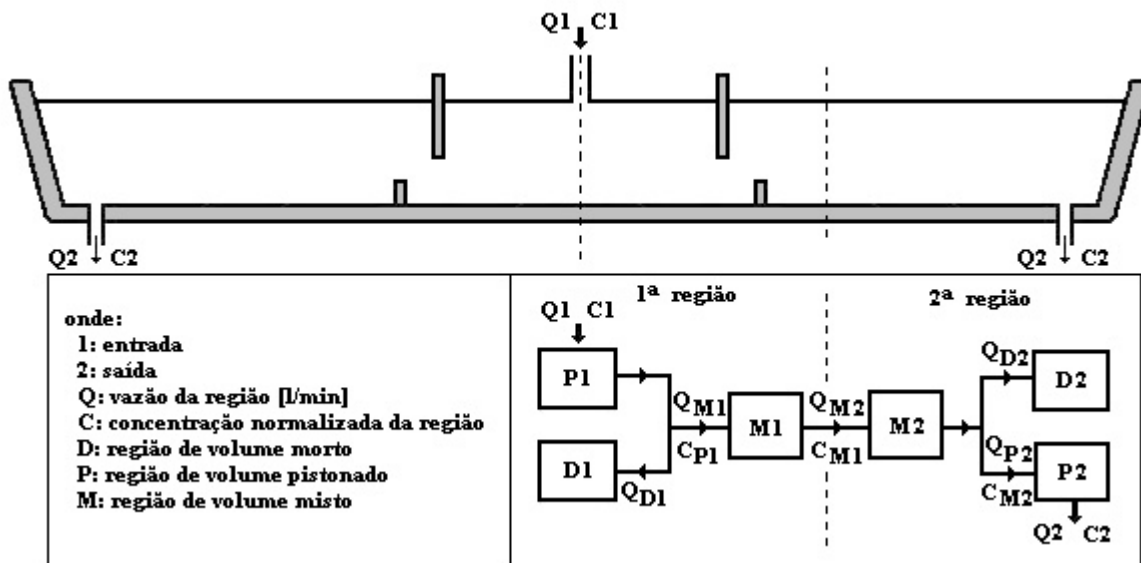 Q1 C1
Q2 C2
Q2 C2
onde:
1: entrada
2: saída
Q: vazão da região [l/min]
C: concentração normalizada da região
D: região de volume morto
P: região de volume pistonado
M: região de volume misto
1ª região
2ª região
Q1 C1
P1
D1
QD1
QM1
CP1
M1
QM2
CM1
M2
QD2
D2
QP2
CM2
P2
Q2 C2